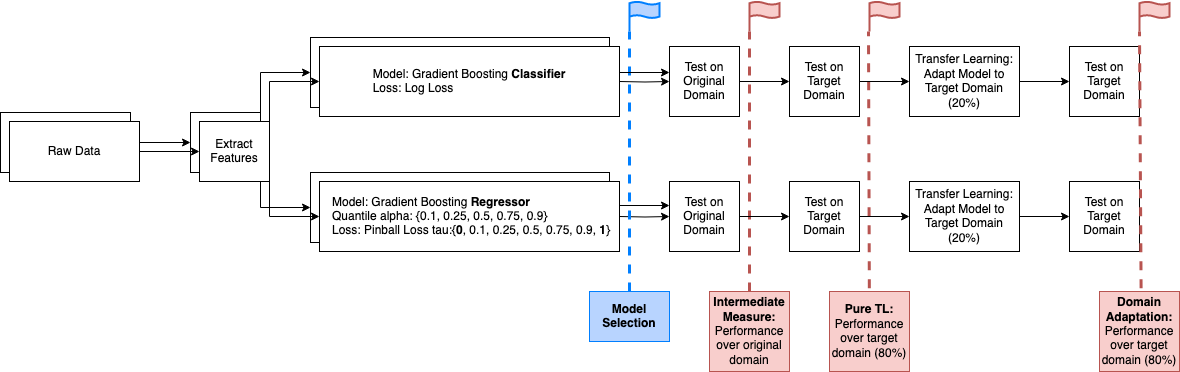 Raw Data
Extract
Features
Model: Gradient Boosting Classifier
Loss: Log Loss
Test on
Original
Domain
Test on
Target
Domain
Transfer Learning:
Adapt Model to
Target Domain
(20%)
Test on
Target
Domain
Model: Gradient Boosting Regressor
Quantile alpha: {0.1, 0.25, 0.5, 0.75, 0.9}
Loss: Pinball Loss tau:{0, 0.1, 0.25, 0.5, 0.75, 0.9, 1}
Test on
Original
Domain
Test on
Target
Domain
Transfer Learning:
Adapt Model to
Target Domain
(20%)
Test on
Target
Domain
Model
Selection
Intermediate
Measure:
Performance
over original
domain
Pure TL:
Performance
over target
domain (80%)
Domain
Adaptation:
Performance
over target
domain (80%)